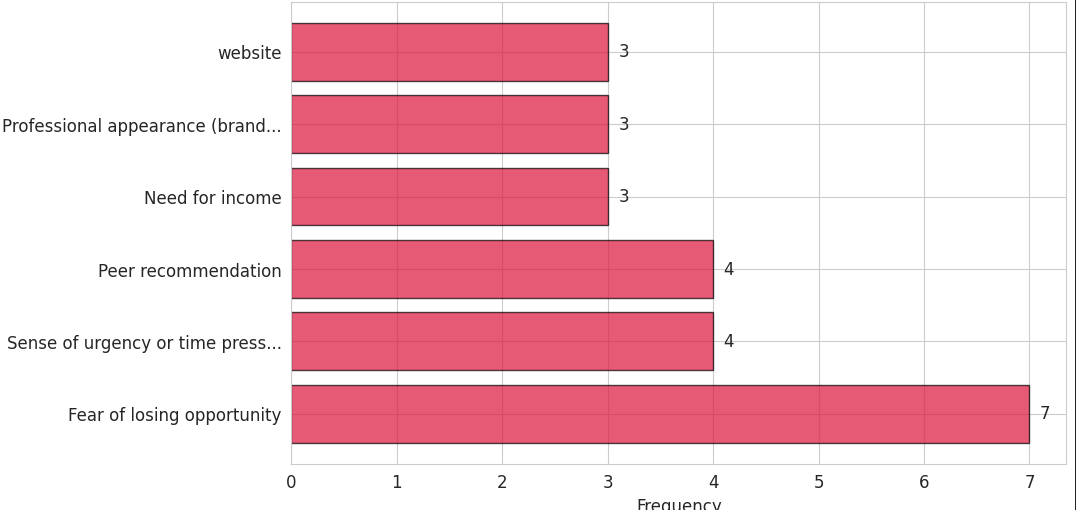 website 3
Professional appearance (brand... 3
Need for income 3
Peer recommendation 4
Sense of urgency or time press... 4
Fear of losing opportunity 7
0 1 2 3 4 5 6 7
Frequency